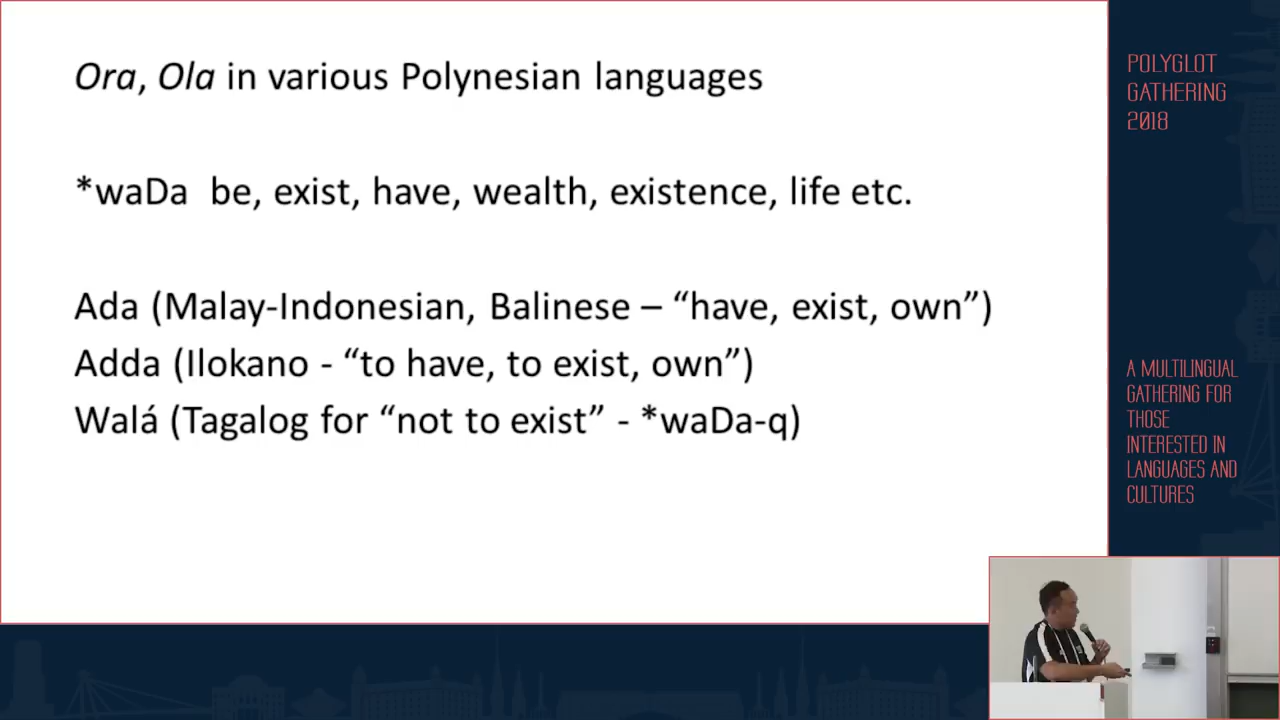 Ora, Ola in various Polynesian languages
*waDa be, exist, have, wealth, existence, life etc.
Ada (Malay-Indonesian, Balinese – “have, exist, own”)
Adda (Ilokano - “to have, to exist, own”)
Walá (Tagalog for “not to exist” - *waDa-q)
POLYGLOT
GATHERING
2018
A MULTILINGUAL
GATHERING FOR
THOSE
INTERESTED IN
LANGUAGES AND
CULTURES